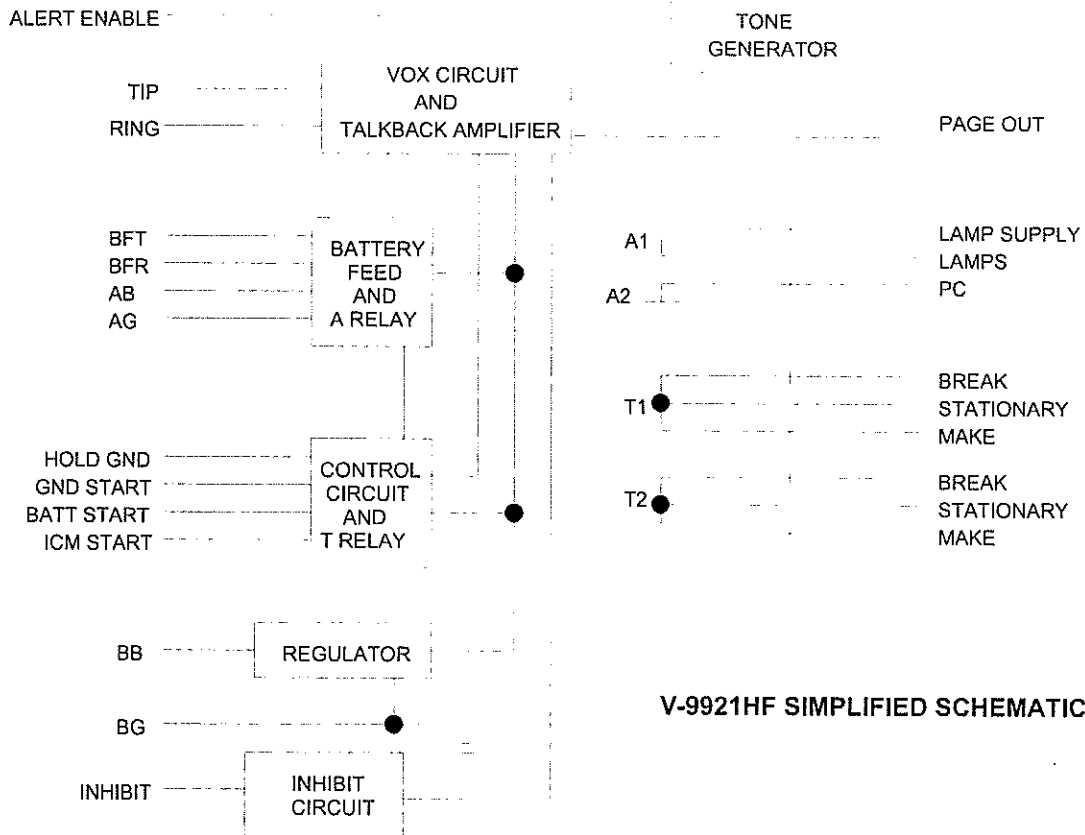 ALERT ENABLE
TONE
GENERATOR
TIP
RING
VOX CIRCUIT
AND
TALKBACK AMPLIFIER
PAGE OUT
BFT
BFR
AB
AG
BATTERY
FEED
AND
A RELAY
A1
A2
LAMP SUPPLY
LAMPS
PC
T1
BREAK
STATIONARY
MAKE
HOLD GND
GND START
BATT START
ICM START
CONTROL
CIRCUIT
AND
T RELAY
T2
BREAK
STATIONARY
MAKE
BB
REGULATOR
BG
V-9921HF SIMPLIFIED SCHEMATIC
INHIBIT
INHIBIT
CIRCUIT